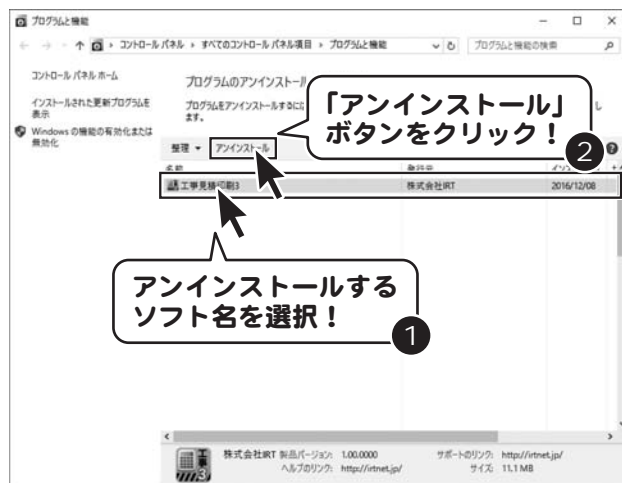 プログラムと機能
コントロール パネル › すべてのコントロール パネル項目 › プログラムと機能
プログラムと機能の検索
コントロール パネル ホーム
インストールされた更新プログラムを
表示
Windows の機能の有効化または
無効化
プログラムのアンインストール
プログラムをアンインストールするには
ます。
「アンインストール」
ボタンをクリック！
2
整理 アンインストール
名前 発行元
工事見積印刷3 株式会社IRT 2016/12/08
アンインストールする
ソフト名を選択！
1
工事
3
株式会社IRT 製品バージョン: 1.00.0000 サポートのリンク: http://irtnet.jp/
ヘルプのリンク: http://irtnet.jp/ サイズ: 11.1 MB